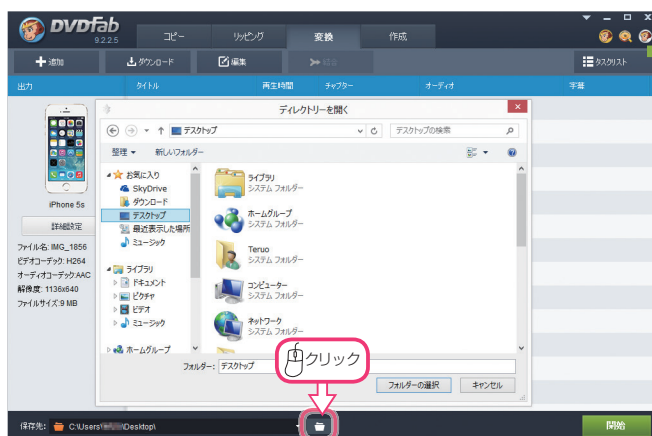 DVDFab
9.2.2.5
コピー リッピング 変換 作成
追加 ダウンロード 編集 結合 タスクリスト
出力 タイトル 再生時間 チャプター オーディオ 字幕
ディレクトリーを開く
デスクトップ デスクトップの検索
整理 新しいフォルダー
お気に入り
SkyDrive
ダウンロード
デスクトップ
最近表示した場所
ミュージック
ライブラリ
ドキュメント
ピクチャ
ビデオ
ミュージック
ホームグループ
ライブラリ
システム フォルダー
ホームグループ
システム フォルダー
Teruo
システム フォルダー
コンピューター
システム フォルダー
ネットワーク
システム フォルダー
iPhone 5s
詳細設定
ファイル名: IMG_1856
ビデオコーデック: H264
オーディオコーデック:AAC
解像度: 1136x640
ファイルサイズ:9 MB
フォルダー: デスクトップ
クリック
フォルダーの選択 キャンセル
保存先: C:\Users\ \Desktop\
開始